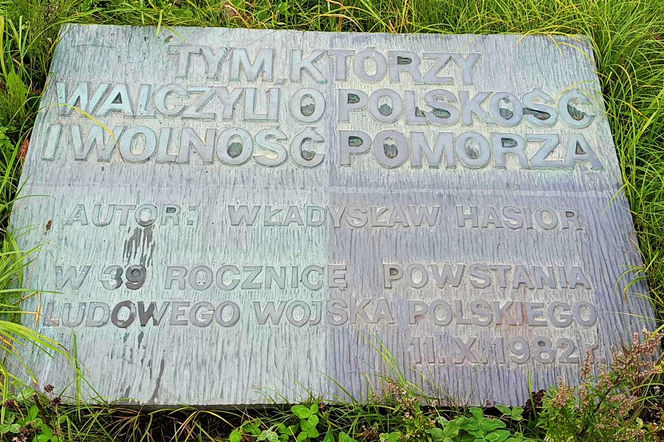 TYM, KTÓRZY
WALCZYLI O POLSKOŚĆ
I WOLNOŚĆ POMORZA
AUTOR: WŁADYSŁAW HASIOR
W 39 ROCZNICĘ POWSTANIA
LUDOWEGO WOJSKA POLSKIEGO
11.X.1982